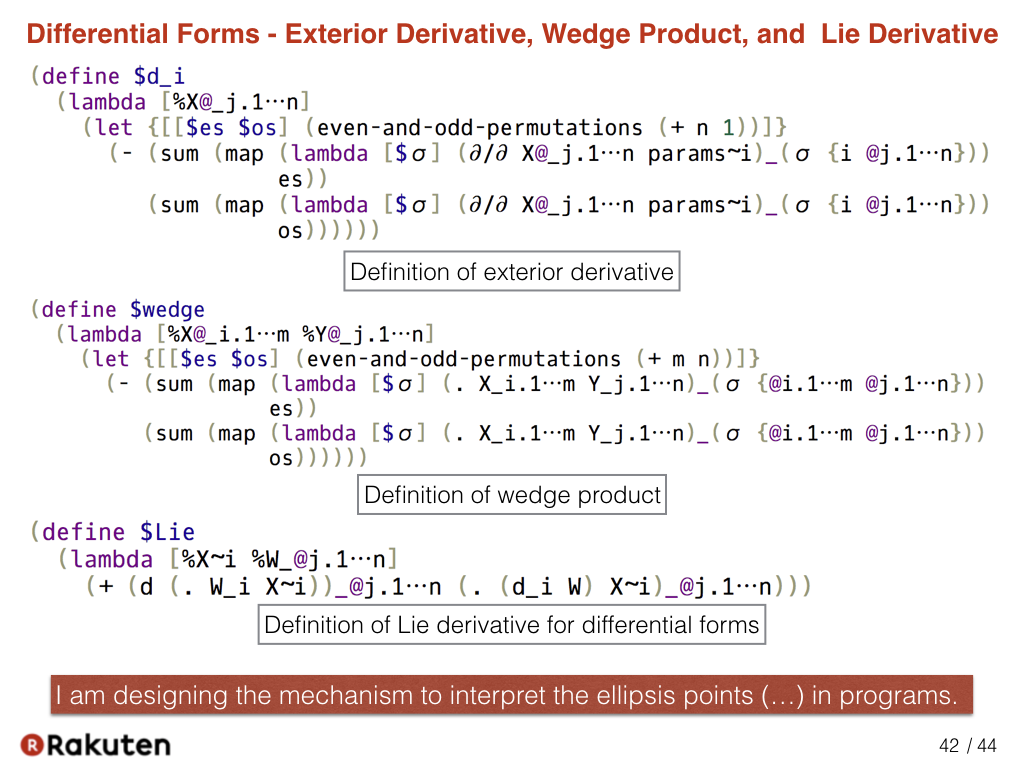 Differential Forms - Exterior Derivative, Wedge Product, and  Lie Derivative
(define $d_i
  (lambda [%X@_j.1…n]
    (let {[[$es $os] (even-and-odd-permutations (+ n 1))]}
      (- (sum (map (lambda [$σ] (∂/∂ X@_j.1…n params~i)_(σ {i @j.1…n}))
                   es))
         (sum (map (lambda [$σ] (∂/∂ X@_j.1…n params~i)_(σ {i @j.1…n}))
                   os))))))
Definition of exterior derivative
(define $wedge
  (lambda [%X@_i.1…m %Y@_j.1…n]
    (let {[[$es $os] (even-and-odd-permutations (+ m n))]}
      (- (sum (map (lambda [$σ] (. X_i.1…m Y_j.1…n)_(σ {@i.1…m @j.1…n}))
                   es))
         (sum (map (lambda [$σ] (. X_i.1…m Y_j.1…n)_(σ {@i.1…m @j.1…n}))
                   os))))))
Definition of wedge product
(define $Lie
  (lambda [%X~i %W_@j.1…n]
    (+ (d (. W_i X~i))_@j.1…n (. (d_i W) X~i)_@j.1…n)))
Definition of Lie derivative for differential forms
I am designing the mechanism to interpret the ellipsis points (…) in programs.
R Rakuten
42 / 44